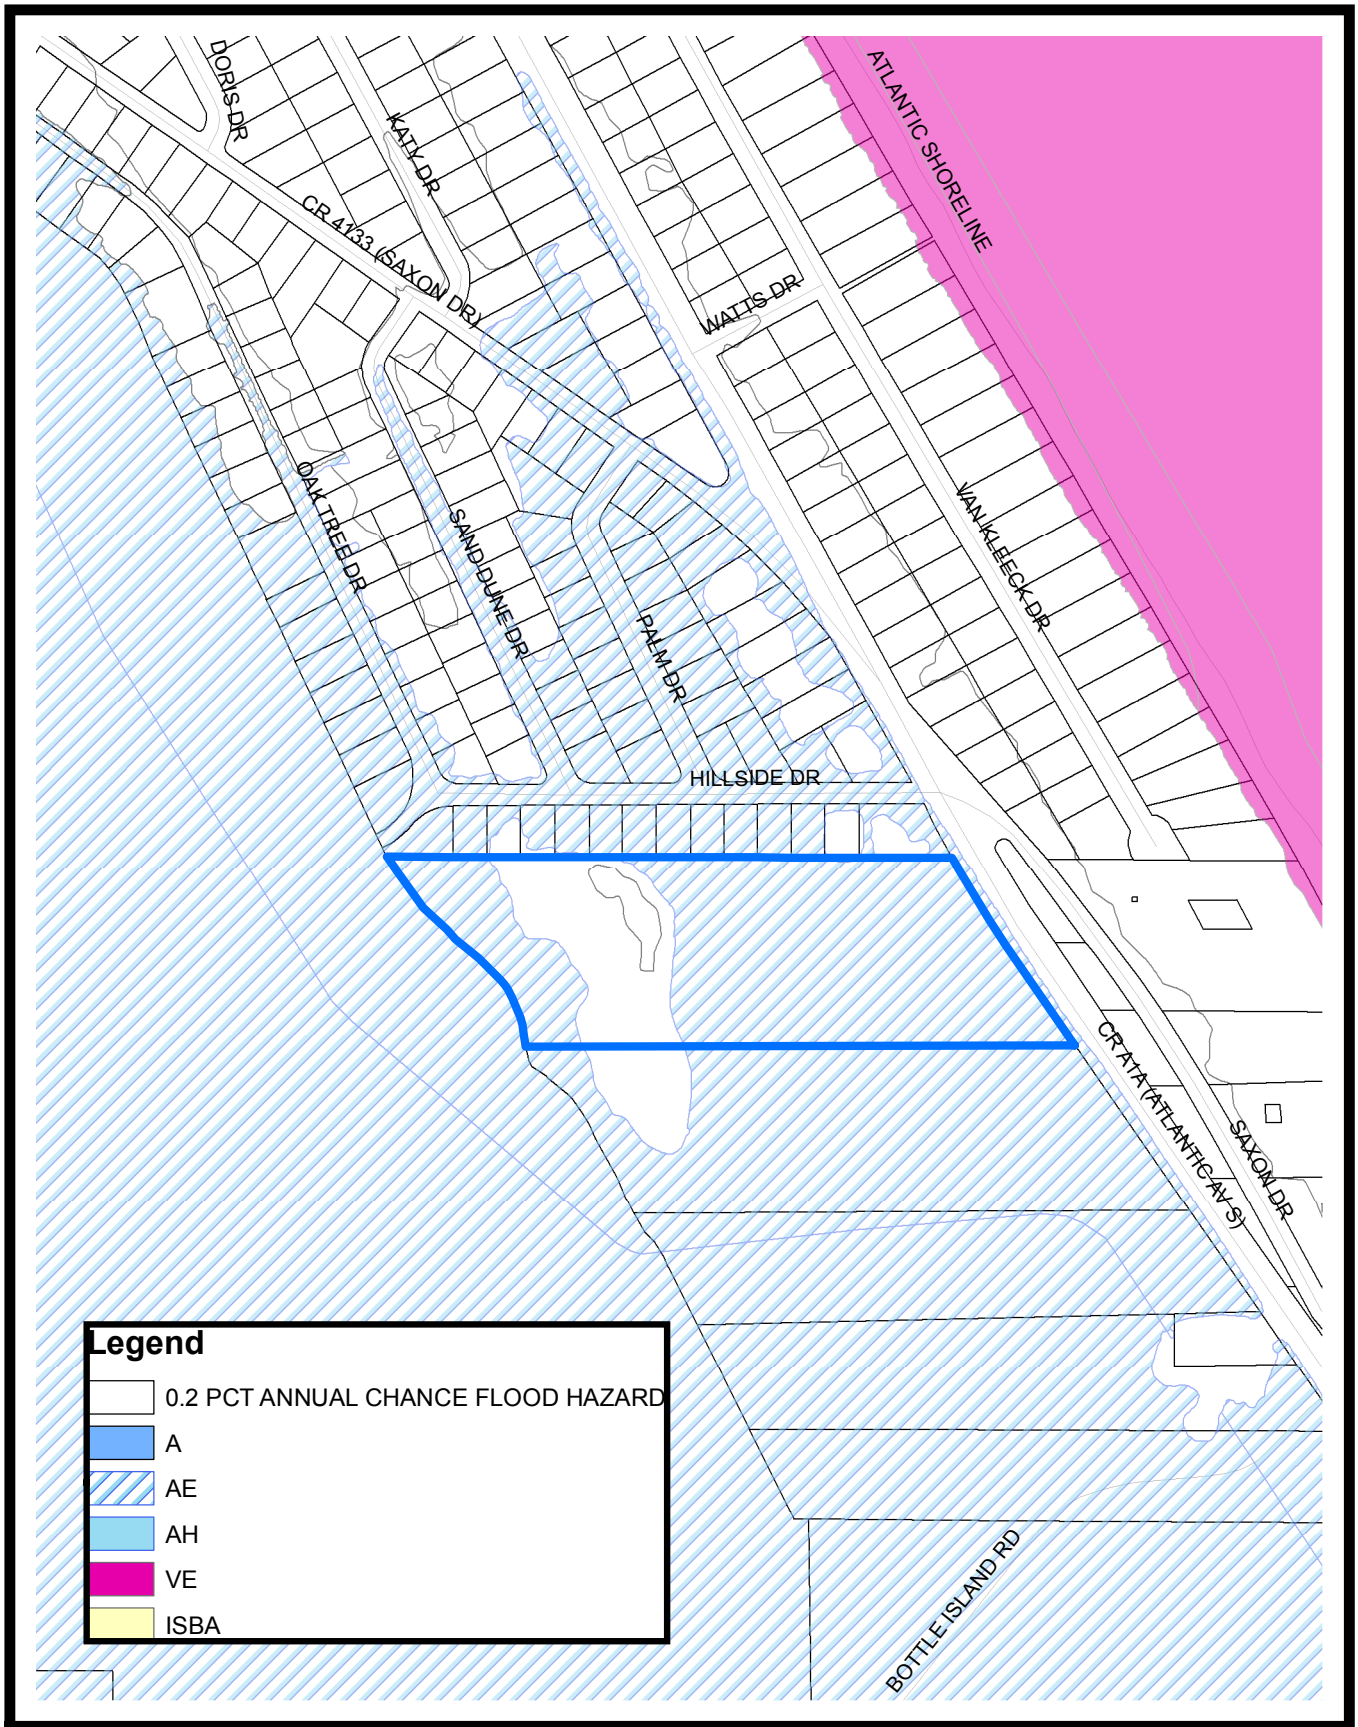 DORIS DR
KATY DR
ATLANTIC SHORELINE
CR 4133 (SAXON DR)
WATTS DR
OAK TREE DR
SAND DUNE DR
VAN KLEECK DR
PALM DR
HILLSIDE DR
CR A1A (ATLANTIC AV S)
SAXON DR
BOTTLE ISLAND RD
Legend
0.2 PCT ANNUAL CHANCE FLOOD HAZARD
A
AE
AH
VE
ISBA